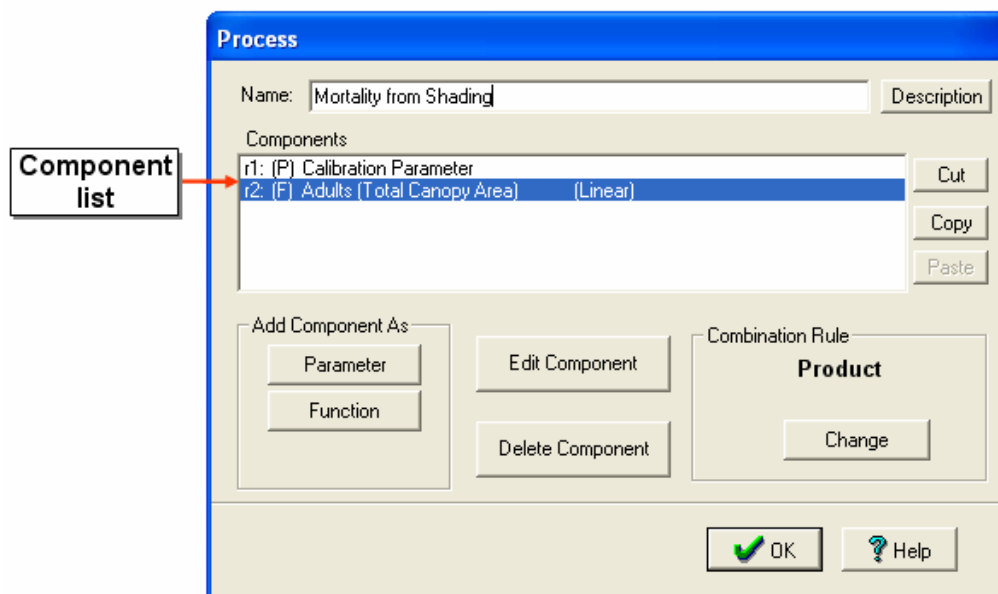 Process
Name: Mortality from Shading
Description
Components
Component
list
r1: (P) Calibration Parameter
r2: (F) Adults (Total Canopy Area) (Linear)
Cut
Copy
Paste
Add Component As
Parameter
Function
Edit Component
Delete Component
Combination Rule
Product
Change
OK
Help